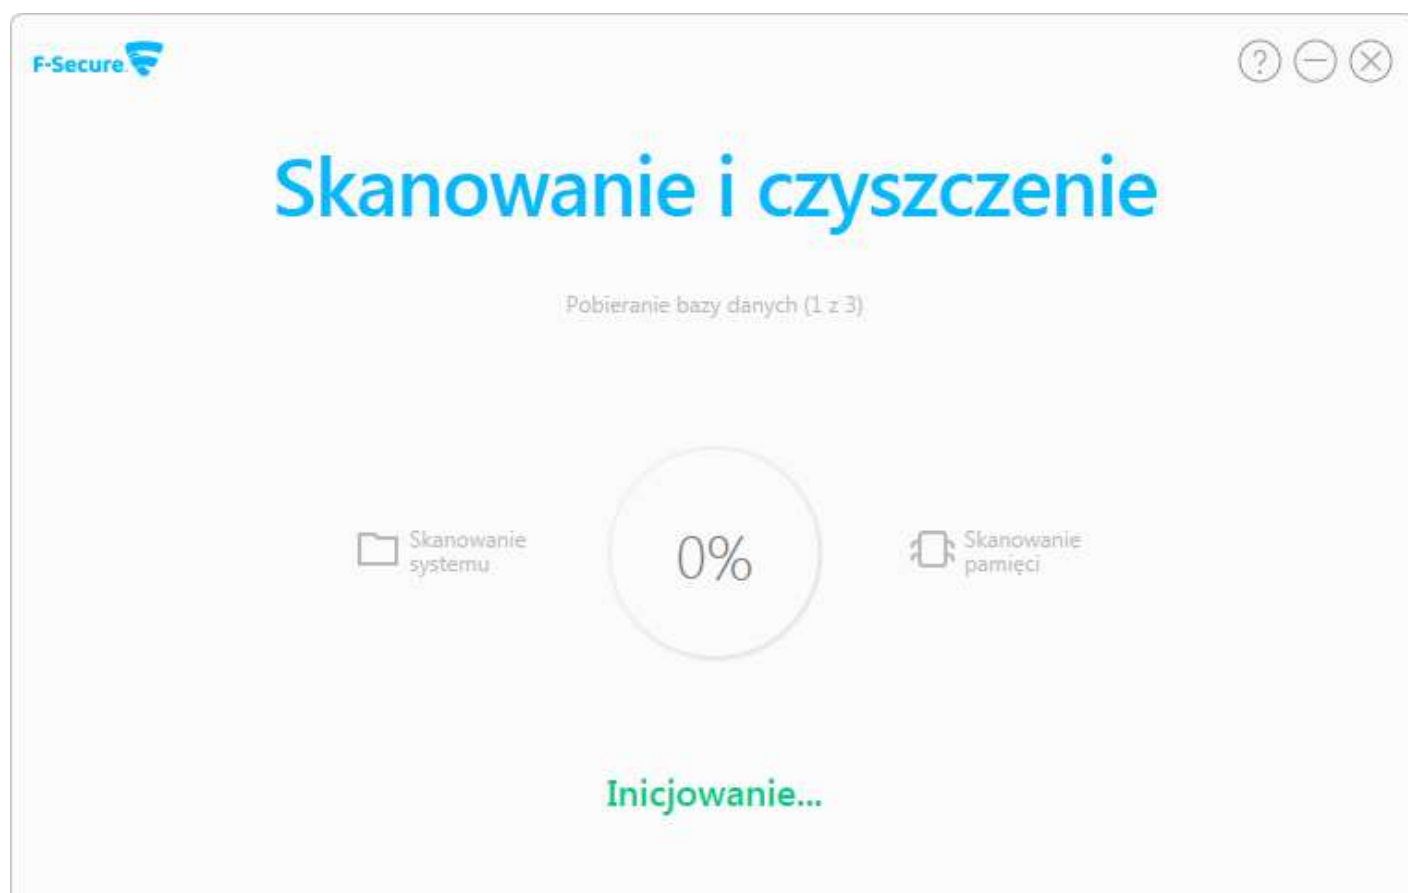 F-Secure.
?
Skanowanie i czyszczenie
Pobieranie bazy danych (1 z 3)
Skanowanie
systemu
0%
Skanowanie
pamięci
Inicjowanie...